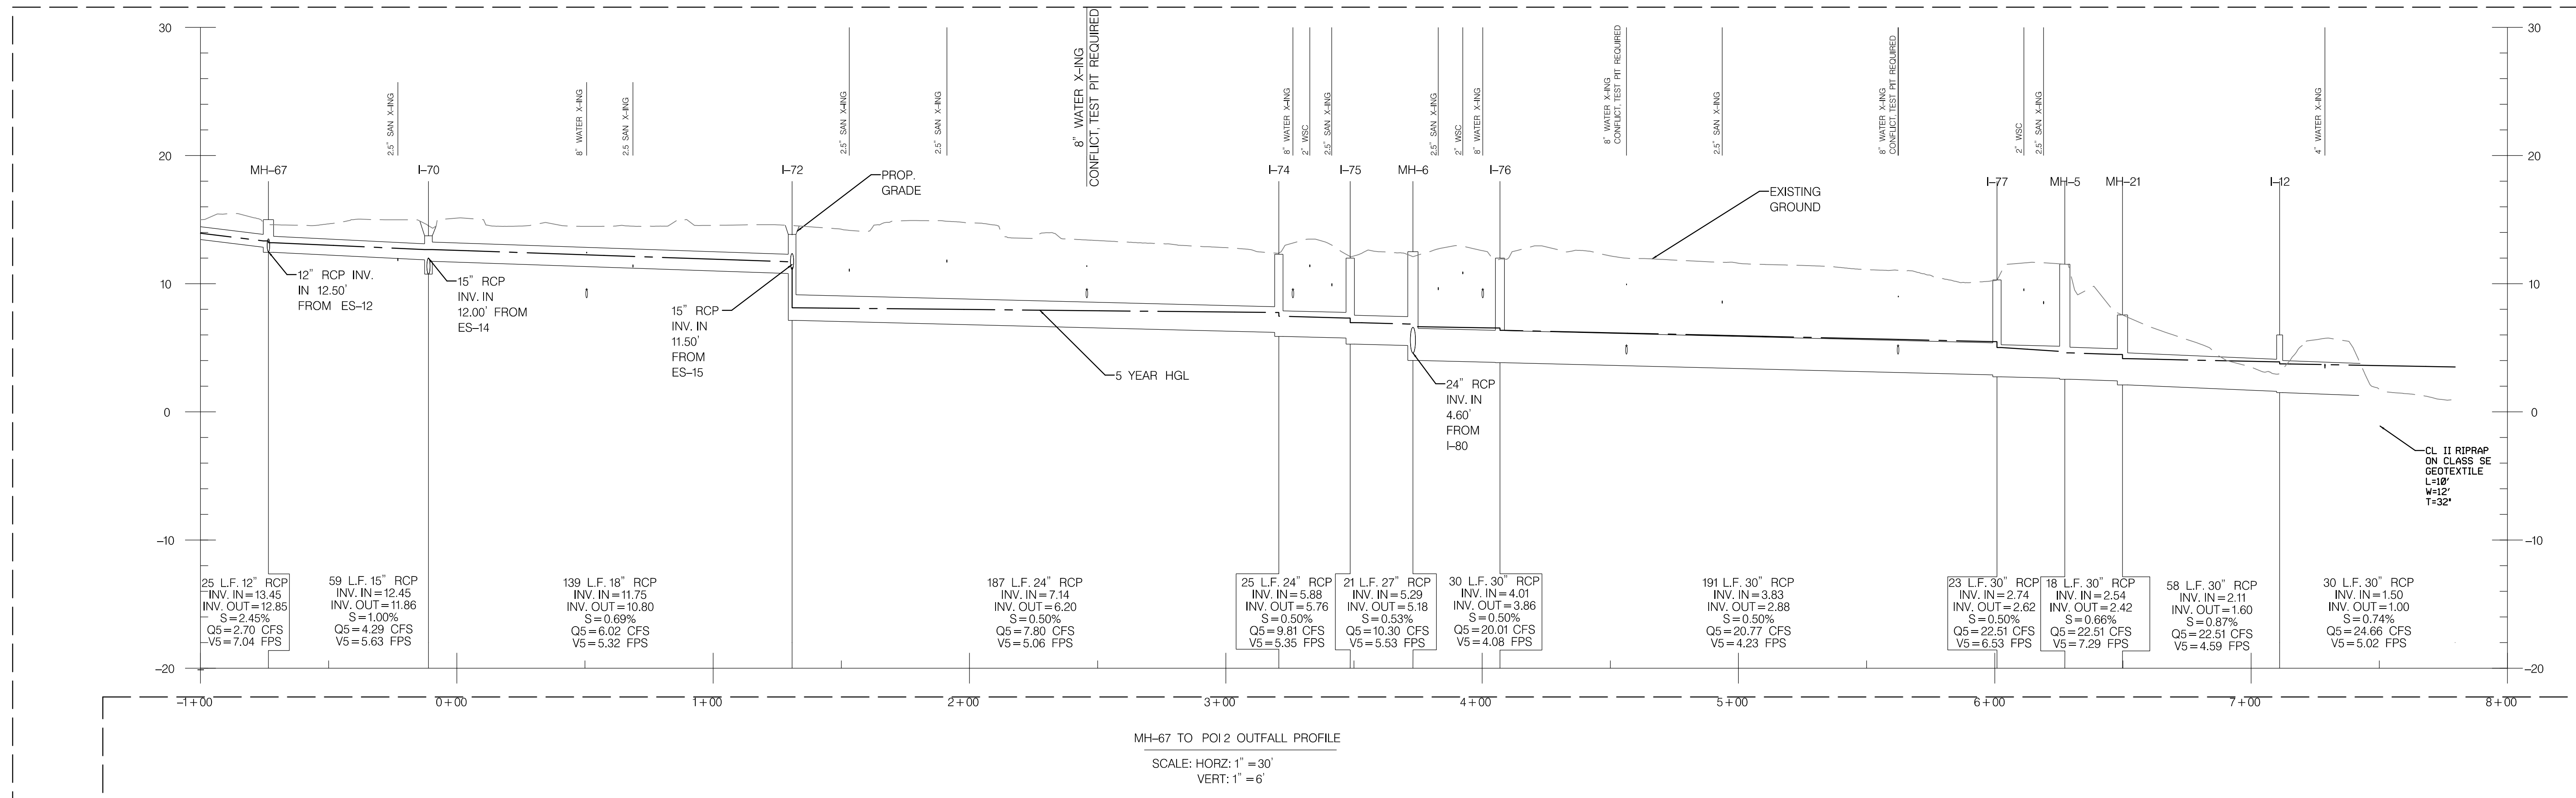 30
20
10
0
-10
-20
30
20
10
0
-10
-20
2.5" SAN X-ING
8" WATER X-ING
2.5 SAN X-ING
2.5" SAN X-ING
2.5" SAN X-ING
8" WATER X-ING
CONFLICT, TEST PIT REQUIRED
8" WATER X-ING
2" WSC
2.5" SAN X-ING
2.5" SAN X-ING
2" WSC
8" WATER X-ING
8" WATER X-ING
CONFLICT, TEST PIT REQUIRED
2.5" SAN X-ING
8" WATER X-ING
CONFLICT, TEST PIT REQUIRED
2" WSC
2.5" SAN X-ING
4" WATER X-ING
MH-67
I-70
I-72
I-74
I-75
MH-6
I-76
I-77
MH-5
MH-21
I-12
PROP.
GRADE
EXISTING
GROUND
12" RCP INV.
IN 12.50'
FROM ES-12
15" RCP
INV. IN
12.00' FROM
ES-14
15" RCP
INV. IN
11.50'
FROM
ES-15
5 YEAR HGL
24" RCP
INV. IN
4.60'
FROM
I-80
CL II RIPRAP
ON CLASS SE
GEOTEXTILE
L=10'
W=12'
T=32"
25 L.F. 12" RCP
INV. IN=13.45
INV. OUT=12.85
S=2.45%
Q5=2.70 CFS
V5=7.04 FPS
59 L.F. 15" RCP
INV. IN=12.45
INV. OUT=11.86
S=1.00%
Q5=4.29 CFS
V5=5.63 FPS
139 L.F. 18" RCP
INV. IN=11.75
INV. OUT=10.80
S=0.69%
Q5=6.02 CFS
V5=5.32 FPS
187 L.F. 24" RCP
INV. IN=7.14
INV. OUT=6.20
S=0.50%
Q5=7.80 CFS
V5=5.06 FPS
25 L.F. 24" RCP
INV. IN=5.88
INV. OUT=5.76
S=0.50%
Q5=9.81 CFS
V5=5.35 FPS
21 L.F. 27" RCP
INV. IN=5.29
INV. OUT=5.18
S=0.53%
Q5=10.30 CFS
V5=5.53 FPS
30 L.F. 30" RCP
INV. IN=4.01
INV. OUT=3.86
S=0.50%
Q5=20.01 CFS
V5=4.08 FPS
191 L.F. 30" RCP
INV. IN=3.83
INV. OUT=2.88
S=0.50%
Q5=20.77 CFS
V5=4.23 FPS
23 L.F. 30" RCP
INV. IN=2.74
INV. OUT=2.62
S=0.50%
Q5=22.51 CFS
V5=6.53 FPS
18 L.F. 30" RCP
INV. IN=2.54
INV. OUT=2.42
S=0.66%
Q5=22.51 CFS
V5=7.29 FPS
58 L.F. 30" RCP
INV. IN=2.11
INV. OUT=1.60
S=0.87%
Q5=22.51 CFS
V5=4.59 FPS
30 L.F. 30" RCP
INV. IN=1.50
INV. OUT=1.00
S=0.74%
Q5=24.66 CFS
V5=5.02 FPS
-1+00
0+00
1+00
2+00
3+00
4+00
5+00
6+00
7+00
8+00
MH-67 TO POI 2 OUTFALL PROFILE
SCALE: HORZ: 1" =30'
VERT: 1" =6'